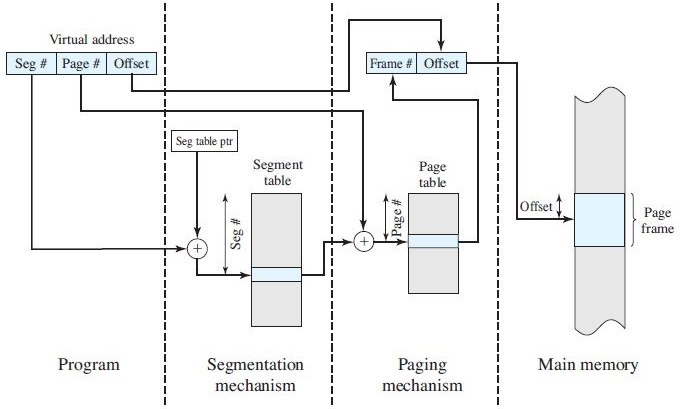 Virtual address
Seg # Page # Offset
Frame # Offset
Seg table ptr
Segment
table
Page
table
Seg #
Page #
+
+
Offset
Page
frame
Program
Segmentation
mechanism
Paging
mechanism
Main memory